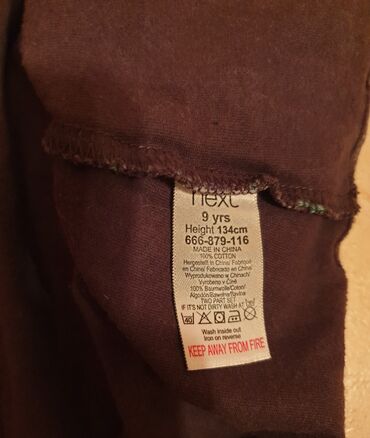 next
9 yrs
Height 134cm
666-879-116
MADE IN CHINA
100% COTTON
Hergestellt in China/ Fabriqué
en Chine/ Fabricado en China/
Wyprodukowano w Chinach/
Vyrobeno v Číně
100% Baumwolle/Coton/
Algodón/Bawełna/Bavlna
TWO PART SET
IF IT'S NOT DIRTY WASH AT
40
Wash inside out
Iron on reverse
KEEP AWAY FROM FIRE